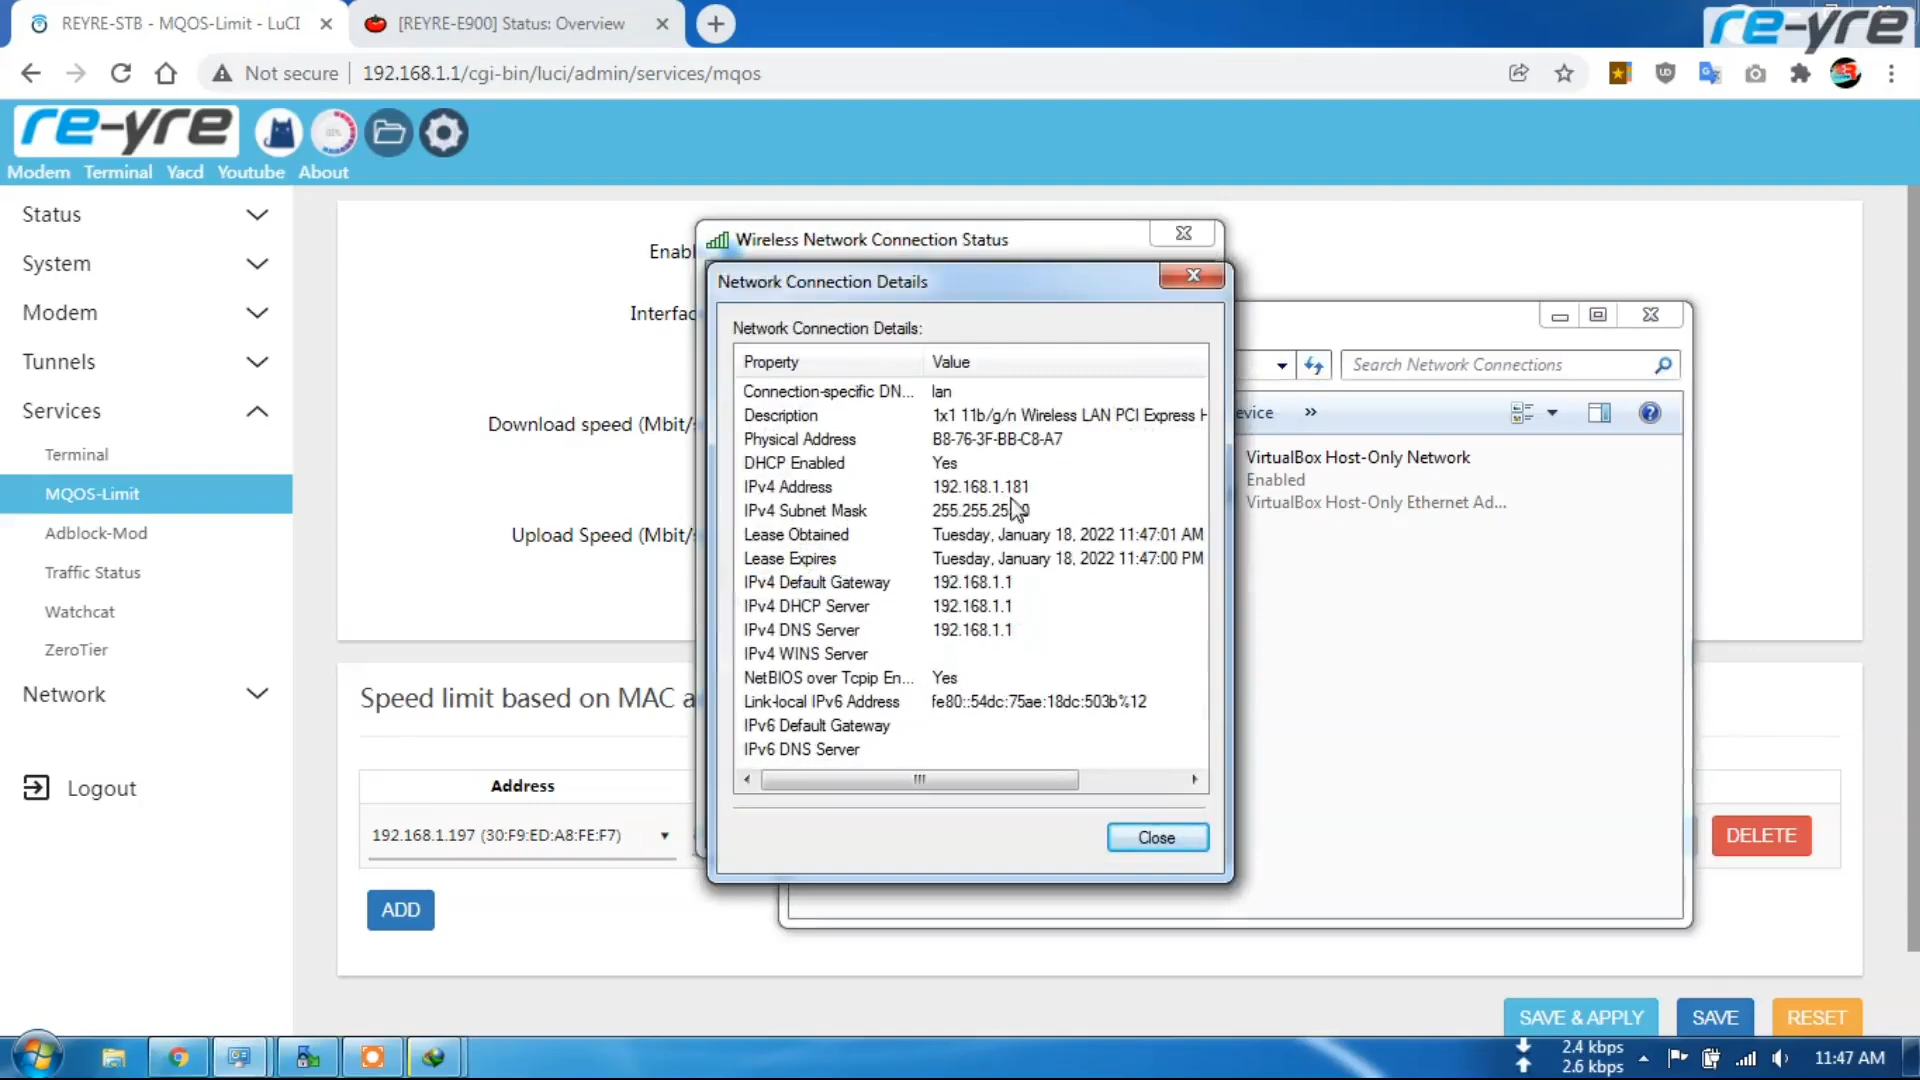 REYRE-STB - MQOS-Limit - LuCI
[REYRE-E900] Status: Overview
re-yre
Not secure
192.168.1.1/cgi-bin/luci/admin/services/mqos
re-yre
Modem Terminal Yacd Youtube About
Status
System
Modem
Tunnels
Services
Terminal
MQOS-Limit
Adblock-Mod
Traffic Status
Watchcat
ZeroTier
Network
Logout
Enabl
Interfac
Download speed (Mbit/
Upload Speed (Mbit/
Wireless Network Connection Status
Network Connection Details
Network Connection Details:
Property Value
Connection-specific DN... lan
Description 1x1 11b/g/n Wireless LAN PCI Express H
Physical Address B8-76-3F-BB-C8-A7
DHCP Enabled Yes
IPv4 Address 192.168.1.181
IPv4 Subnet Mask
Lease Obtained Tuesday, January 18, 2022 11:47:01 AM
Lease Expires Tuesday, January 18, 2022 11:47:00 PM
IPv4 Default Gateway 192.168.1.1
IPv4 DHCP Server 192.168.1.1
IPv4 DNS Server 192.168.1.1
IPv4 WINS Server
NetBIOS over Tcpip En... Yes
Link-local IPv6 Address fe80::54dc:75ae:18dc:503b%12
IPv6 Default Gateway
IPv6 DNS Server
Close
Search Network Connections
evice »
VirtualBox Host-Only Network
Enabled
VirtualBox Host-Only Ethernet Ad...
Speed limit based on MAC a
Address
192.168.1.197 (30:F9:ED:A8:FE:F7)
DELETE
ADD
SAVE & APPLY
SAVE
RESET
2.4 kbps
2.6 kbps
11:47 AM